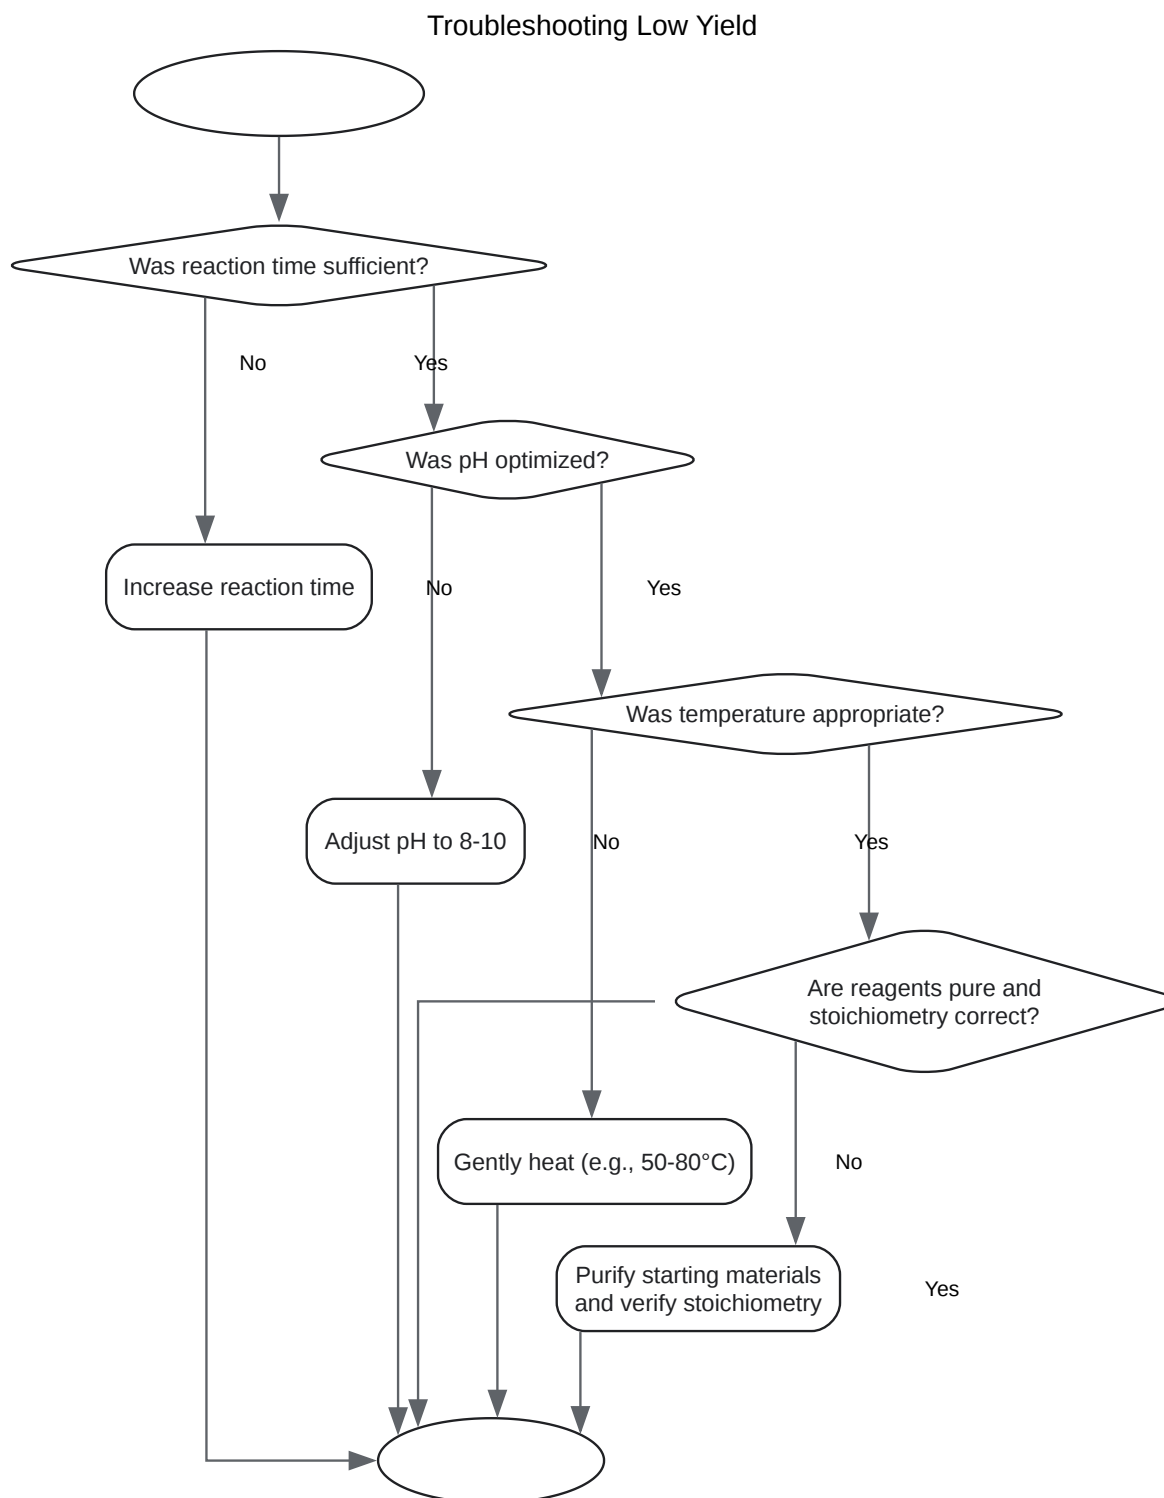 Troubleshooting Low Yield
Was reaction time sufficient?
No
Yes
Was pH optimized?
Increase reaction time
No
Yes
Was temperature appropriate?
Adjust pH to 8-10
No
Yes
Are reagents pure and
stoichiometry correct?
Gently heat (e.g., 50-80°C)
No
Purify starting materials
and verify stoichiometry
Yes